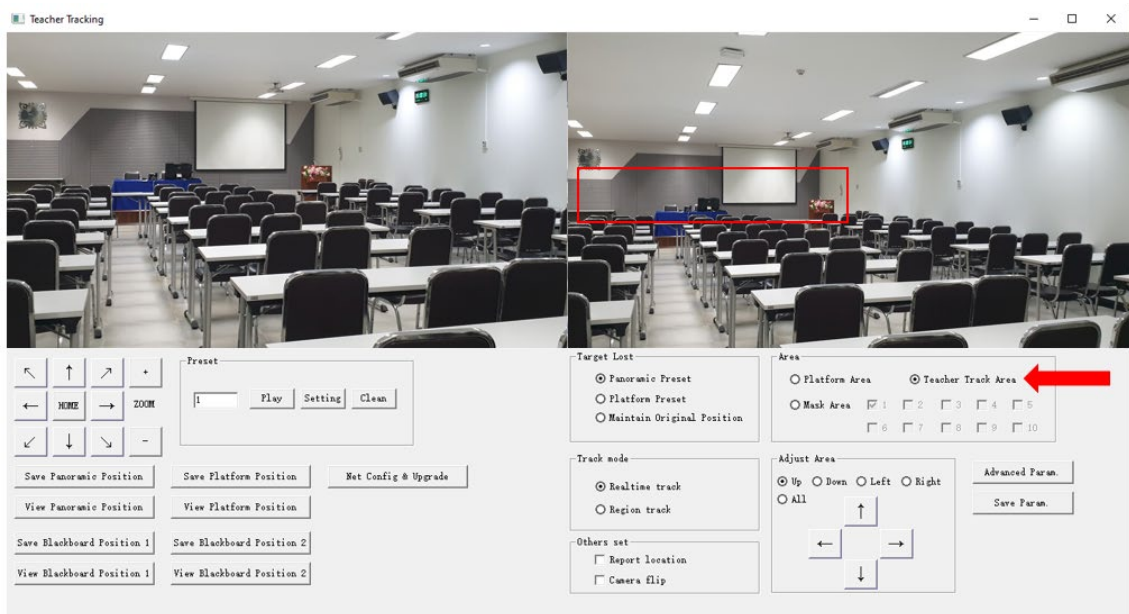 Teacher Tracking
Preset
1 Play Setting Clean
+
HOME ZOOM
-
Save Panoramic Position Save Platform Position Net Config & Upgrade
View Panoramic Position View Platform Position
Save Blackboard Position 1 Save Blackboard Position 2
View Blackboard Position 1 View Blackboard Position 2
Target Lost
Panoramic Preset
Platform Preset
Maintain Original Position
Area
Platform Area Teacher Track Area
Mask Area 1 2 3 4 5
6 7 8 9 10
Track mode
Realtime track
Region track
Adjust Area
Up Down Left Right
All
Advanced Param.
Save Param.
Others set
Report location
Camera flip